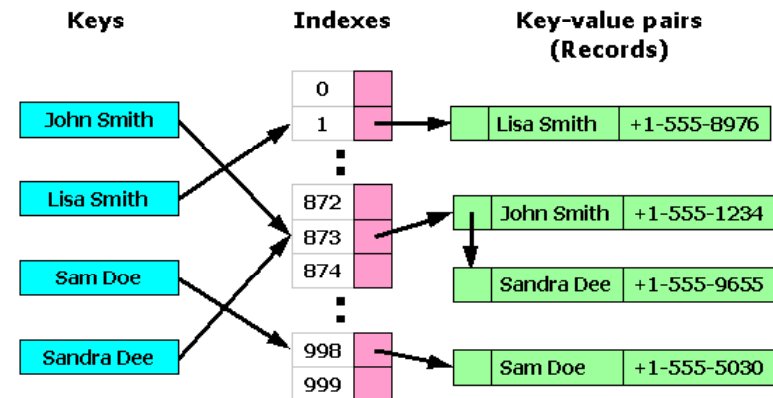 Keys
Indexes
Key-value pairs
(Records)
0
John Smith
1
Lisa Smith +1-555-8976
Lisa Smith
872
John Smith +1-555-1234
873
Sam Doe
874
Sandra Dee +1-555-9655
Sandra Dee
998
Sam Doe +1-555-5030
999